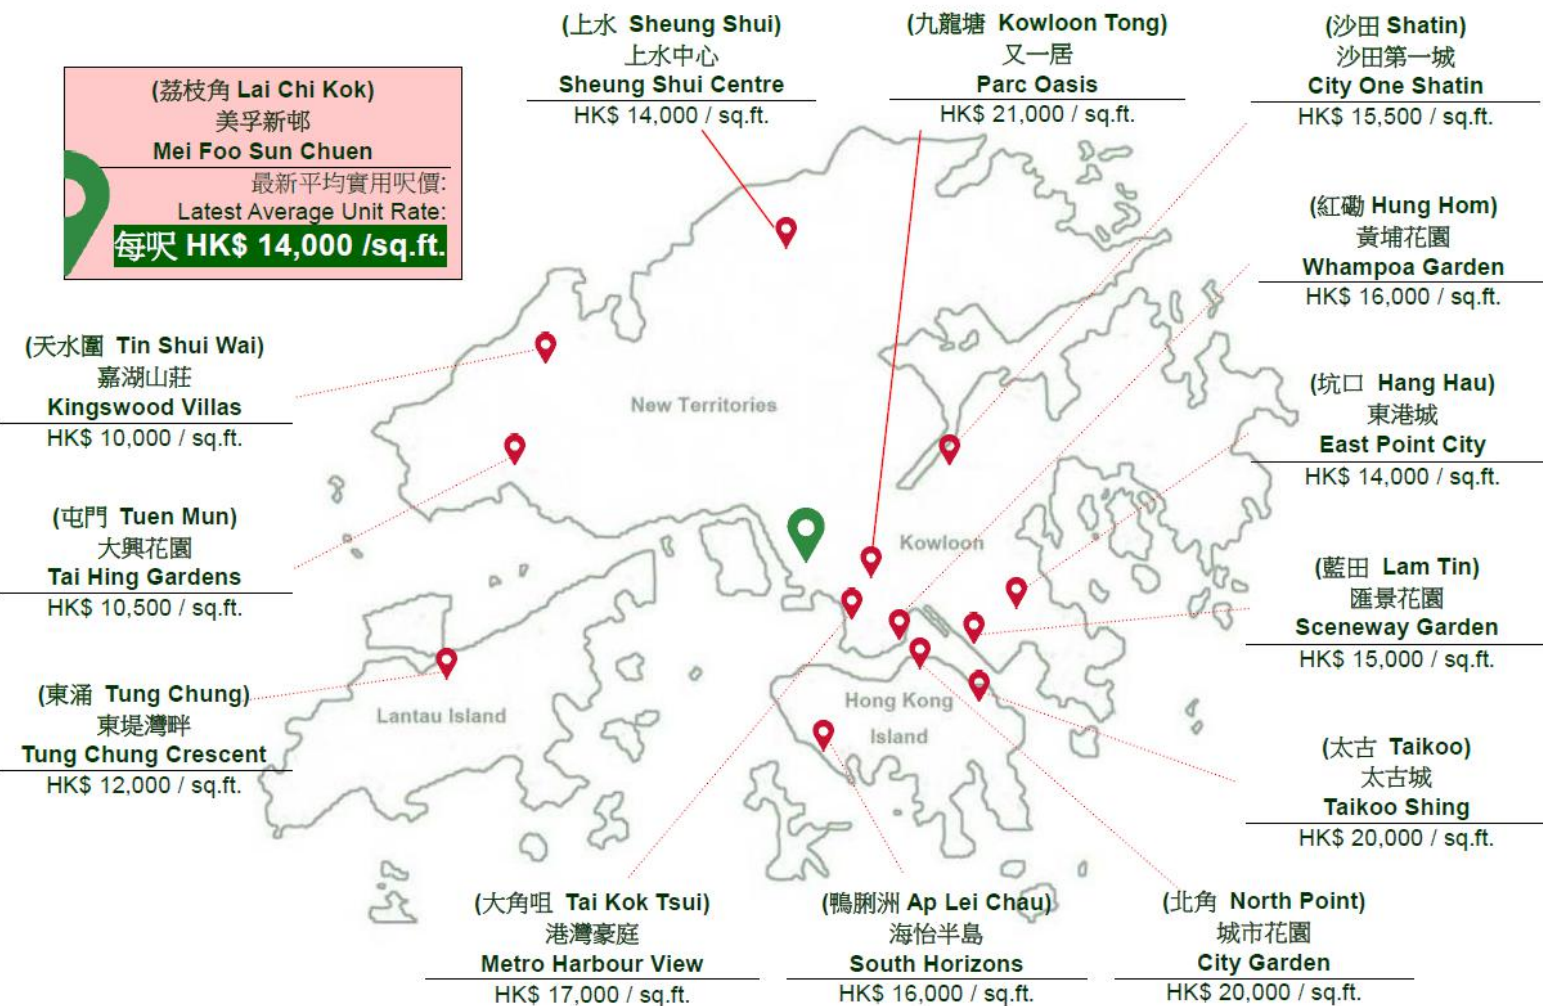 (荔枝角 Lai Chi Kok)
美孚新邨
Mei Foo Sun Chuen
最新平均實用呎價:
Latest Average Unit Rate:
每呎 HK$ 14,000 /sq.ft.
(上水 Sheung Shui)
上水中心
Sheung Shui Centre
HK$ 14,000 / sq.ft.
(九龍塘 Kowloon Tong)
又一居
Parc Oasis
HK$ 21,000 / sq.ft.
(沙田 Shatin)
沙田第一城
City One Shatin
HK$ 15,500 / sq.ft.
(紅磡 Hung Hom)
黃埔花園
Whampoa Garden
HK$ 16,000 / sq.ft.
(天水圍 Tin Shui Wai)
嘉湖山莊
Kingswood Villas
HK$ 10,000 / sq.ft.
New Territories
(坑口 Hang Hau)
東港城
East Point City
HK$ 14,000 / sq.ft.
(屯門 Tuen Mun)
大興花園
Tai Hing Gardens
HK$ 10,500 / sq.ft.
Kowloon
(藍田 Lam Tin)
匯景花園
Sceneway Garden
HK$ 15,000 / sq.ft.
(東涌 Tung Chung)
東堤灣畔
Tung Chung Crescent
HK$ 12,000 / sq.ft.
Lantau Island
Hong Kong
Island
(太古 Taikoo)
太古城
Taikoo Shing
HK$ 20,000 / sq.ft.
(大角咀 Tai Kok Tsui)
港灣豪庭
Metro Harbour View
HK$ 17,000 / sq.ft.
(鴨脷洲 Ap Lei Chau)
海怡半島
South Horizons
HK$ 16,000 / sq.ft.
(北角 North Point)
城市花園
City Garden
HK$ 20,000 / sq.ft.